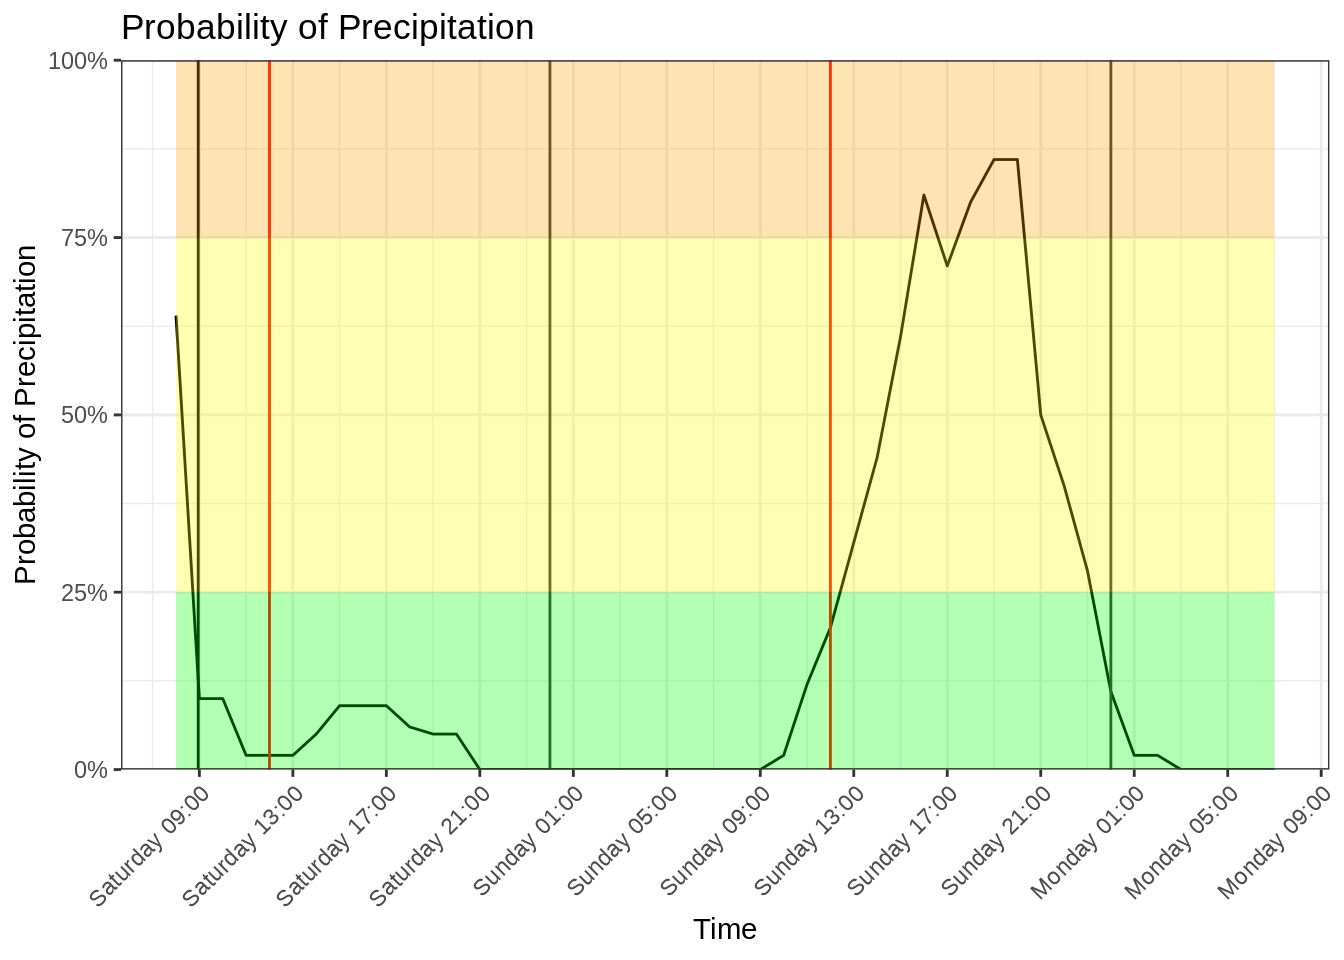 Probability of Precipitation
100%
75%
50%
25%
0%
Probability of Precipitation
Saturday 09:00
Saturday 13:00
Saturday 17:00
Saturday 21:00
Sunday 01:00
Sunday 05:00
Sunday 09:00
Sunday 13:00
Sunday 17:00
Sunday 21:00
Monday 01:00
Monday 05:00
Monday 09:00
Time